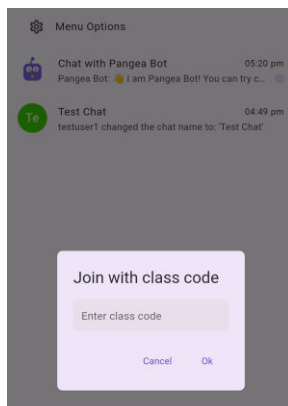 Menu Options
Chat with Pangea Bot 05:20 pm
Pangea Bot: 👋 I am Pangea Bot! You can try c...
Te
Test Chat 04:49 pm
testuser1 changed the chat name to: 'Test Chat'
Join with class code
Enter class code
Cancel Ok